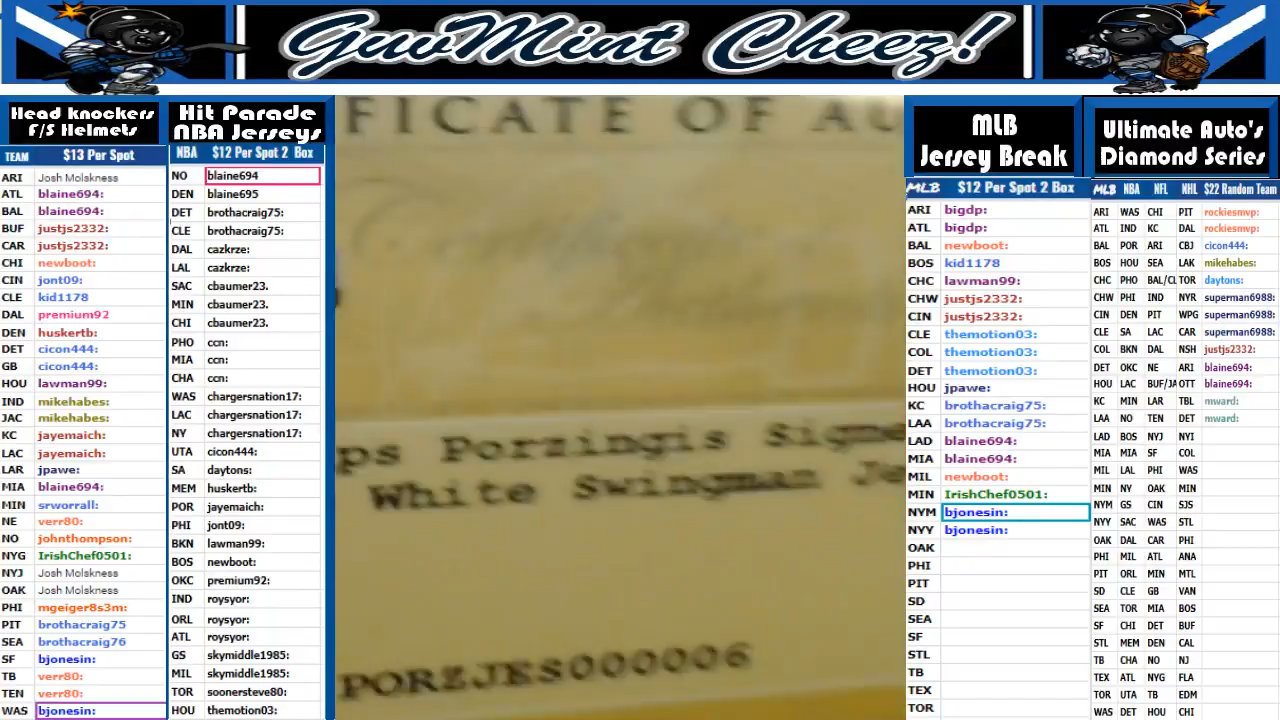 GuvMint Cheez!
Head knockers
F/S Helmets
TEAM $13 Per Spot
ARI Josh Molskness
ATL blaine694:
BAL blaine694:
BUF justjs2332:
CAR justjs2332:
CHI newboot:
CIN jont09:
CLE kid1178
DAL premium92
DEN huskertb:
DET cicon444:
GB cicon444:
HOU lawman99:
IND mikehabes:
JAC mikehabes:
KC jayemaich:
LAC jayemaich:
LAR jpawe:
MIA blaine694:
MIN srworrall:
NE verr80:
NO johnthompson:
NYG IrishChef0501:
NYJ Josh Molskness
OAK Josh Molskness
PHI mgeiger8s3m:
PIT brothacraig75
SEA brothacraig76
SF bjonesin:
TB verr80:
TEN verr80:
WAS bjonesin:
Hit Parade
NBA Jerseys
NBA $12 Per Spot 2 Box
NO blaine694
DEN blaine695
DET brothacraig75:
CLE brothacraig75:
DAL cazkrze:
LAL cazkrze:
SAC cbaumer23.
MIN cbaumer23.
CHI cbaumer23.
PHO ccn:
MIA ccn:
CHA ccn:
WAS chargersnation17:
LAC chargersnation17:
NY chargersnation17:
UTA cicon444:
SA daytons:
MEM huskertb:
POR jayemaich:
PHI jont09:
BKN lawman99:
BOS newboot:
OKC premium92:
IND roysyor:
ORL roysyor:
ATL roysyor:
GS skymiddle1985:
MIL skymiddle1985:
TOR soonersteve80:
HOU themotion03:
FICATE OF AU
ps Porzingis Signe
White Swingman Je
PORZJES000006
MLB
Jersey Break
MLB $12 Per Spot 2 Box
ARI bigdp:
ATL bigdp:
BAL newboot:
BOS kid1178
CHC lawman99:
CHW justjs2332:
CIN justjs2332:
CLE themotion03:
COL themotion03:
DET themotion03:
HOU jpawe:
KC brothacraig75:
LAA brothacraig75:
LAD blaine694:
MIA blaine694:
MIL newboot:
MIN IrishChef0501:
NYM bjonesin:
NYY bjonesin:
OAK
PHI
PIT
SD
SEA
SF
STL
TB
TEX
TOR
Ultimate Auto's
Diamond Series
MLB NBA NFL NHL $22 Random Team
ARI WAS CHI PIT rockiesmvp:
ATL IND KC DAL rockiesmvp:
BAL POR ARI CBJ cicon444:
BOS HOU SEA LAK mikehabes:
CHC PHO BAL/CL TOR daytons:
CHW PHI IND NYR superman6988:
CIN DEN PIT WPG superman6988:
CLE SA LAC CAR superman6988:
COL BKN DAL NSH justjs2332:
DET OKC NE ARI blaine694:
HOU LAC BUF/JA OTT blaine694:
KC MIN LAR TBL mward:
LAA NO TEN DET mward:
LAD BOS NYJ NYI
MIA MIA SF COL
MIL LAL PHI WAS
MIN NY OAK MIN
NYM GS CIN SJS
NYY SAC WAS STL
OAK DAL CAR PHI
PHI MIL ATL ANA
PIT ORL MIN MTL
SD CLE GB VAN
SEA TOR MIA BOS
SF CHI DET BUF
STL MEM DEN CAL
TB CHA NO NJ
TEX ATL NYG FLA
TOR UTA TB EDM
WAS DET HOU CHI